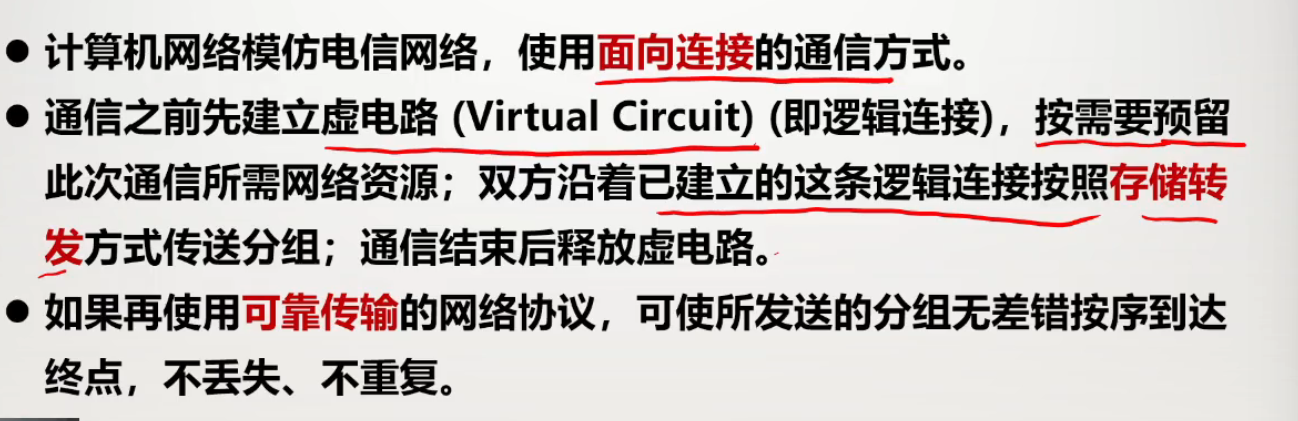 ● 计算机网络模仿电信网络，使用面向连接的通信方式。
● 通信之前先建立虚电路 (Virtual Circuit) (即逻辑连接)，按需要预留
此次通信所需网络资源；双方沿着已建立的这条逻辑连接按照存储转
发方式传送分组；通信结束后释放虚电路。
● 如果再使用可靠传输的网络协议，可使所发送的分组无差错按序到达
终点，不丢失、不重复。